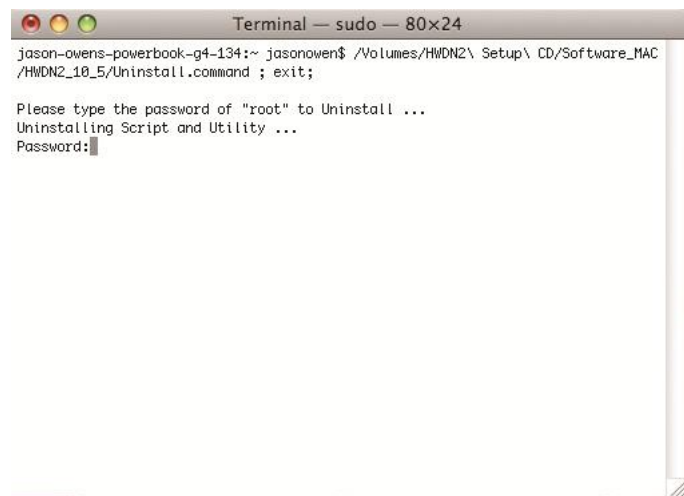 Terminal — sudo — 80×24
jason-owens-powerbook-g4-134:~ jasonowen$ /Volumes/HWDN2\ Setup\ CD/Software_MAC
/HWDN2_10_5/Uninstall.command ; exit;
Please type the password of "root" to Uninstall ...
Uninstalling Script and Utility ...
Password: